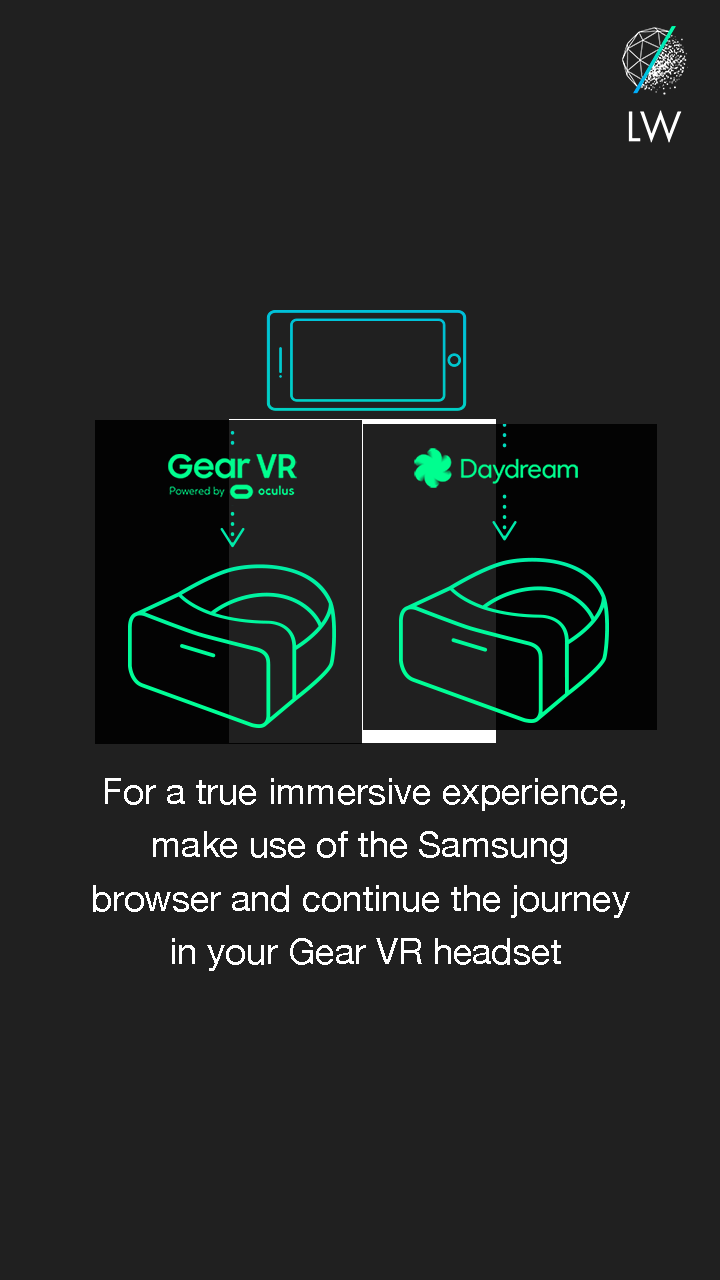 LW
Gear VR
Powered by oculus
Daydream
For a true immersive experience,
make use of the Samsung
browser and continue the journey
in your Gear VR headset